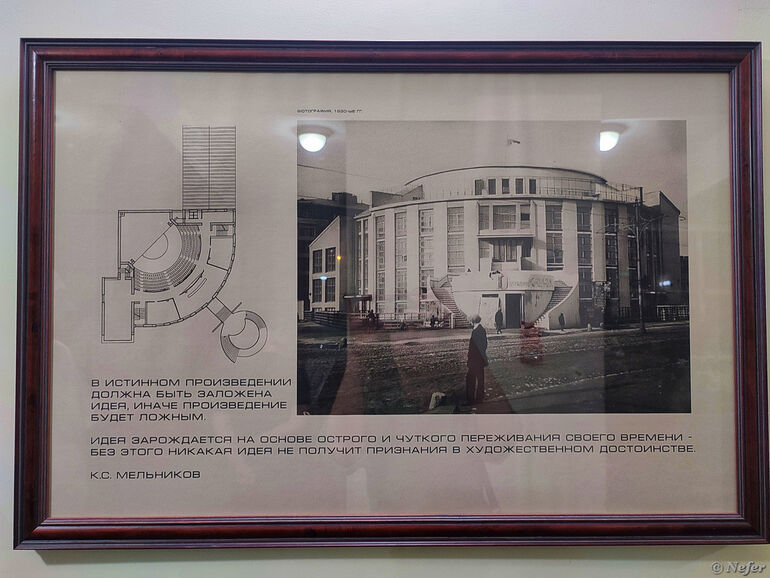 ФОТОГРАФИЯ, 1930-ЫЕ ГГ.
В ИСТИННОМ ПРОИЗВЕДЕНИИ
ДОЛЖНА БЫТЬ ЗАЛОЖЕНА
ИДЕЯ, ИНАЧЕ ПРОИЗВЕДЕНИЕ
БУДЕТ ЛОЖНЫМ.
ИДЕЯ ЗАРОЖДАЕТСЯ НА ОСНОВЕ ОСТРОГО И ЧУТКОГО ПЕРЕЖИВАНИЯ СВОЕГО ВРЕМЕНИ -
БЕЗ ЭТОГО НИКАКАЯ ИДЕЯ НЕ ПОЛУЧИТ ПРИЗНАНИЯ В ХУДОЖЕСТВЕННОМ ДОСТОИНСТВЕ.
К.С. МЕЛЬНИКОВ
© Nefer